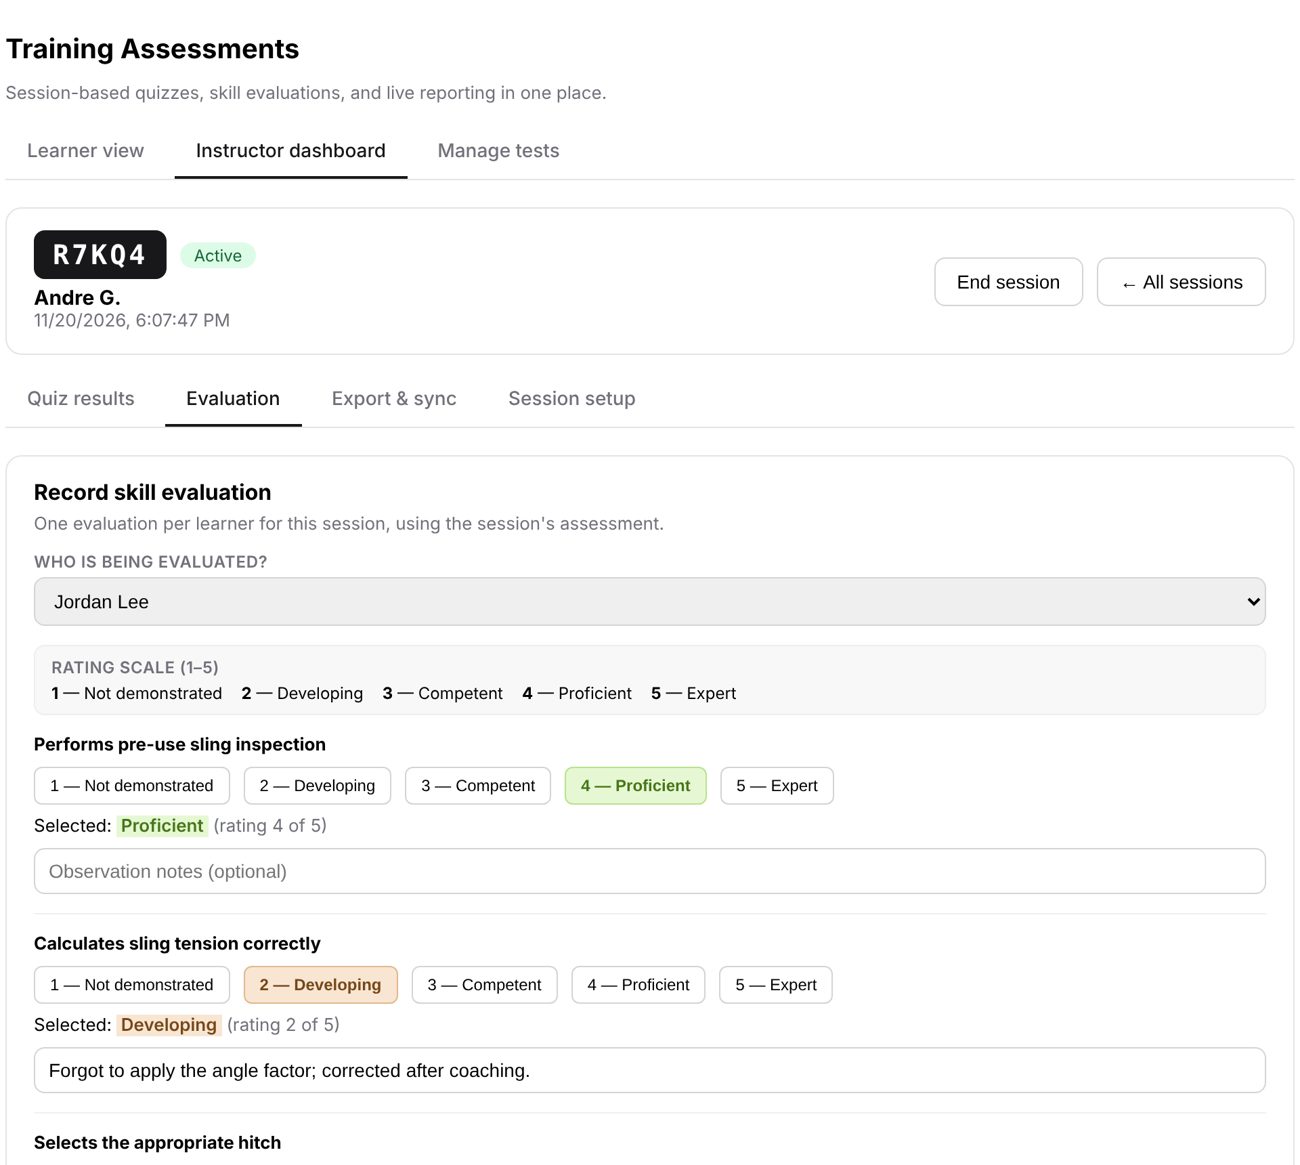 Training Assessments
Session-based quizzes, skill evaluations, and live reporting in one place.
Learner view Instructor dashboard Manage tests
R7KQ4 Active
Andre G.
11/20/2026, 6:07:47 PM
End session ← All sessions
Quiz results Evaluation Export & sync Session setup
Record skill evaluation
One evaluation per learner for this session, using the session's assessment.
WHO IS BEING EVALUATED?
Jordan Lee
RATING SCALE (1–5)
1 — Not demonstrated 2 — Developing 3 — Competent 4 — Proficient 5 — Expert
Performs pre-use sling inspection
1 — Not demonstrated 2 — Developing 3 — Competent 4 — Proficient 5 — Expert
Selected: Proficient (rating 4 of 5)
Observation notes (optional)
Calculates sling tension correctly
1 — Not demonstrated 2 — Developing 3 — Competent 4 — Proficient 5 — Expert
Selected: Developing (rating 2 of 5)
Forgot to apply the angle factor; corrected after coaching.
Selects the appropriate hitch